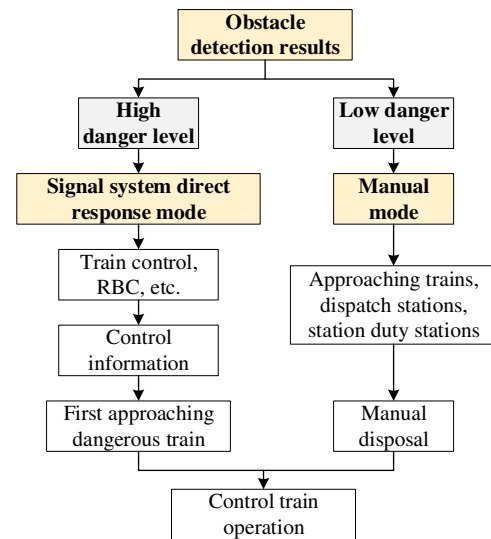 Obstacle
detection results
High
danger level
Low danger
level
Signal system direct
response mode
Manual
mode
Train control,
RBC, etc.
Approaching trains,
dispatch stations,
station duty stations
Control
information
First approaching
dangerous train
Manual
disposal
Control train
operation